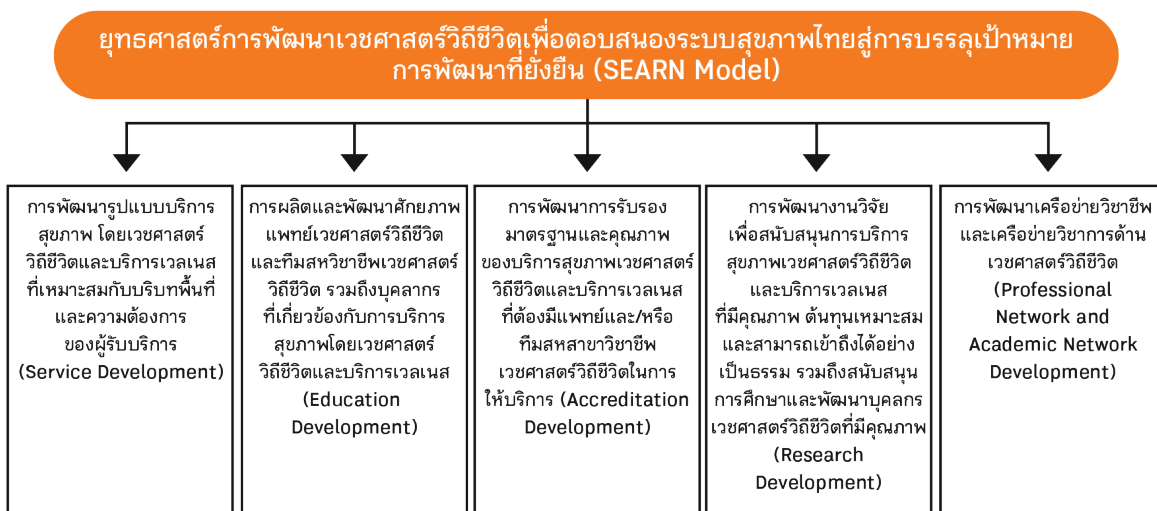 ยุทธศาสตร์การพัฒนาเวชศาสตร์วิถีชีวิตเพื่อตอบสนองระบบสุขภาพไทยสู่การบรรลุเป้าหมาย
การพัฒนาที่ยั่งยืน (SEARN Model)
การพัฒนารูปแบบบริการ
สุขภาพ โดยเวชศาสตร์
วิถีชีวิตและบริการเวลเนส
ที่เหมาะสมกับบริบทพื้นที่
และความต้องการ
ของผู้รับบริการ
(Service Development)
การผลิตและพัฒนาศักยภาพ
แพทย์เวชศาสตร์วิถีชีวิต
และทีมสหวิชาชีพเวชศาสตร์
วิถีชีวิต รวมถึงบุคลากร
ที่เกี่ยวข้องกับการบริการ
สุขภาพโดยเวชศาสตร์
วิถีชีวิตและบริการเวลเนส
(Education
Development)
การพัฒนาการรับรอง
มาตรฐานและคุณภาพ
ของบริการสุขภาพเวชศาสตร์
วิถีชีวิตและบริการเวลเนส
ที่ต้องมีแพทย์และ/หรือ
ทีมสหสาขาวิชาชีพ
เวชศาสตร์วิถีชีวิตในการ
ให้บริการ (Accreditation
Development)
การพัฒนางานวิจัย
เพื่อสนับสนุนการบริการ
สุขภาพเวชศาสตร์วิถีชีวิต
และบริการเวลเนส
ที่มีคุณภาพ ต้นทุนเหมาะสม
และสามารถเข้าถึงได้อย่าง
เป็นธรรม รวมถึงสนับสนุน
การศึกษาและพัฒนาบุคลกร
เวชศาสตร์วิถีชีวิตที่มีคุณภาพ
(Research
Development)
การพัฒนาเครือข่ายวิชาชีพ
และเครือข่ายวิชาการด้าน
เวชศาสตร์วิถีชีวิต
(Professional
Network and
Academic Network
Development)